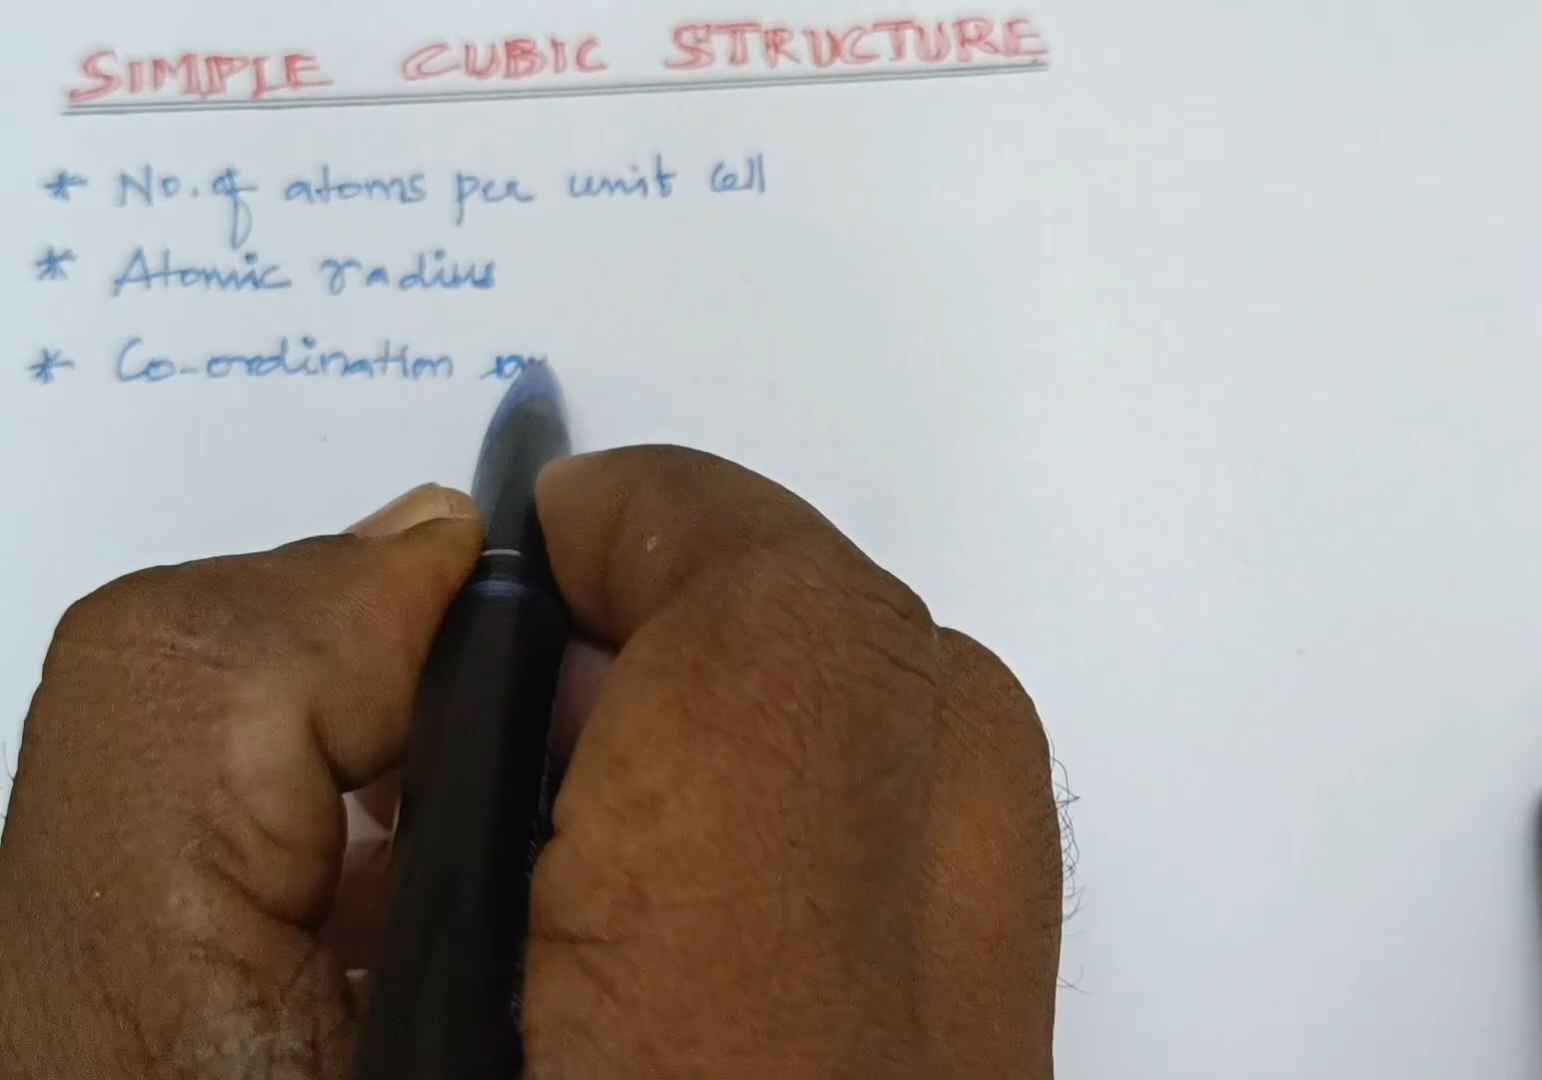 SIMPLE CUBIC STRUCTURE
* No. of atoms per unit cell
* Atomic radius
* Co-ordination